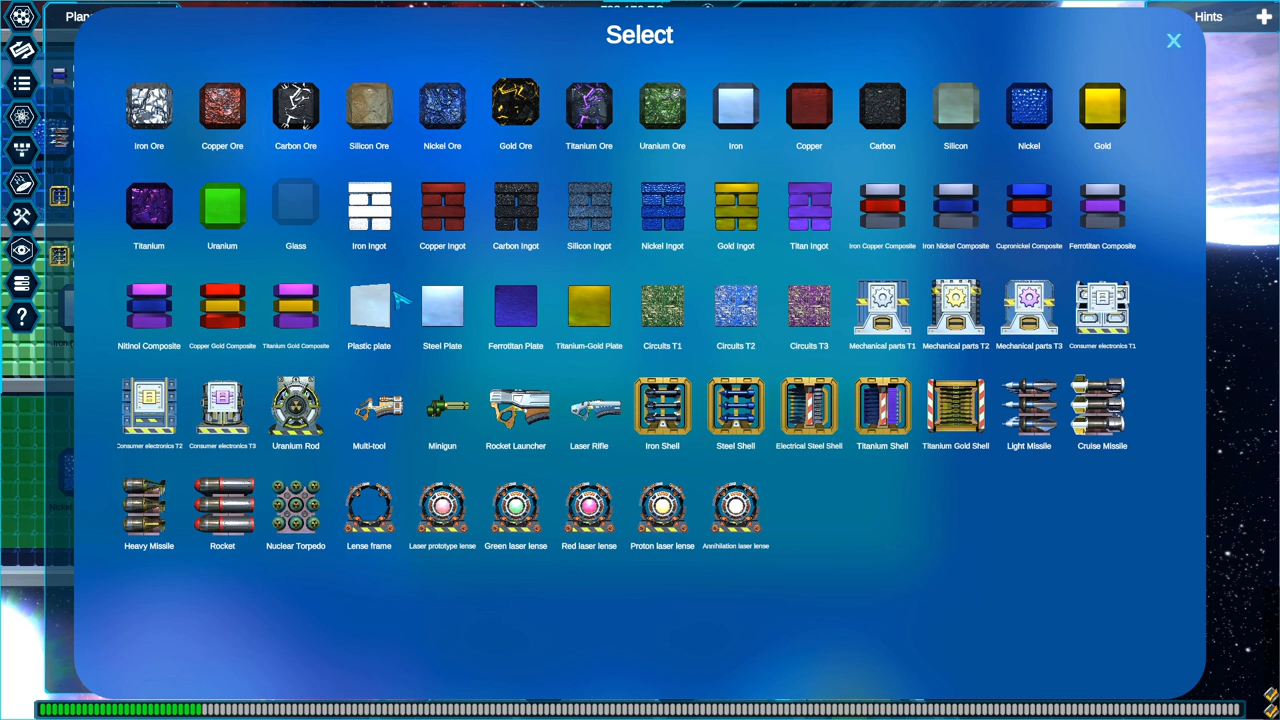 Select
Hints
X
Iron Ore Copper Ore Carbon Ore Silicon Ore Nickel Ore Gold Ore Titanium Ore Uranium Ore Iron Copper Carbon Silicon Nickel Gold
Titanium Uranium Glass Iron Ingot Copper Ingot Carbon Ingot Silicon Ingot Nickel Ingot Gold Ingot Titan Ingot Iron Copper Composite Iron Nickel Composite Cupronickel Composite Ferrotitan Composite
Nitinol Composite Copper Gold Composite Titanium Gold Composite Plastic plate Steel Plate Ferrotitan Plate Titanium-Gold Plate Circuits T1 Circuits T2 Circuits T3 Mechanical parts T1 Mechanical parts T2 Mechanical parts T3 Consumer electronics T1
Consumer electronics T2 Consumer electronics T3 Uranium Rod Multi-tool Minigun Rocket Launcher Laser Rifle Iron Shell Steel Shell Electrical Steel Shell Titanium Shell Titanium Gold Shell Light Missile Cruise Missile
Heavy Missile Rocket Nuclear Torpedo Lense frame Laser prototype lense Green laser lense Red laser lense Proton laser lense Annihilation laser lense